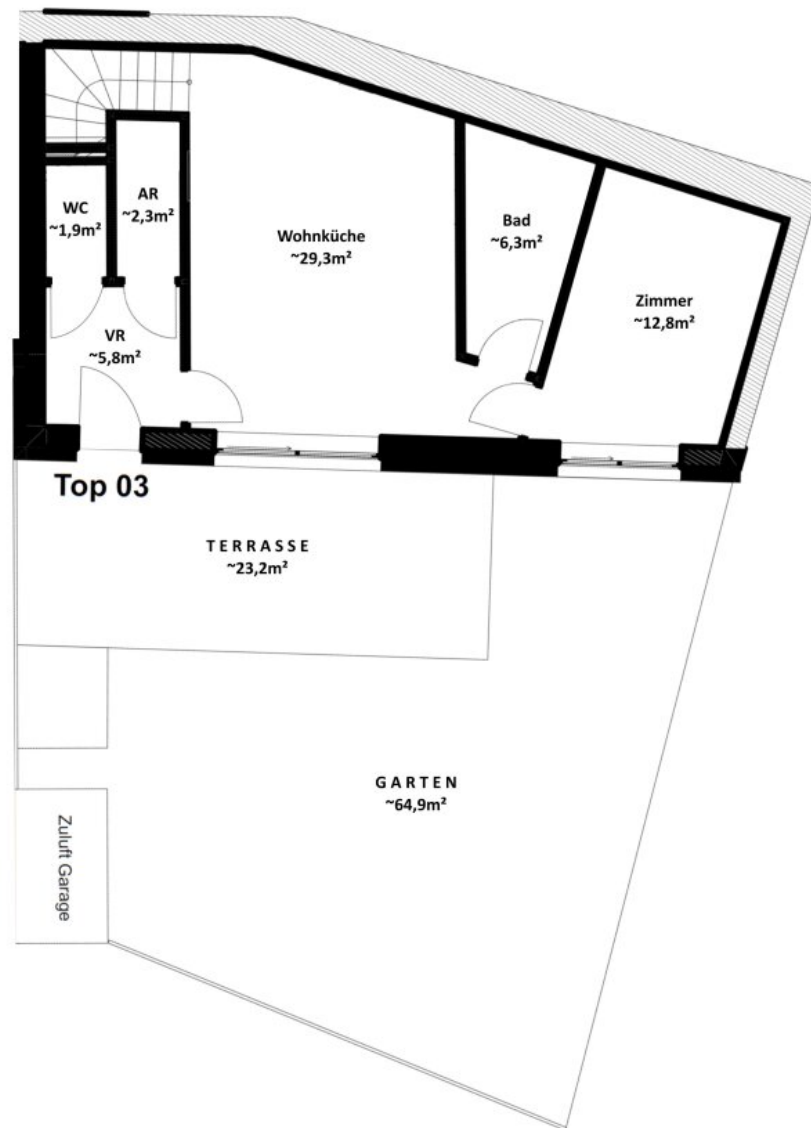 WC
~1,9m²
AR
~2,3m²
Wohnküche
~29,3m²
Bad
~6,3m²
Zimmer
~12,8m²
VR
~5,8m²
Top 03
TERRASSE
~23,2m²
GARTEN
~64,9m²
Zuluft Garage